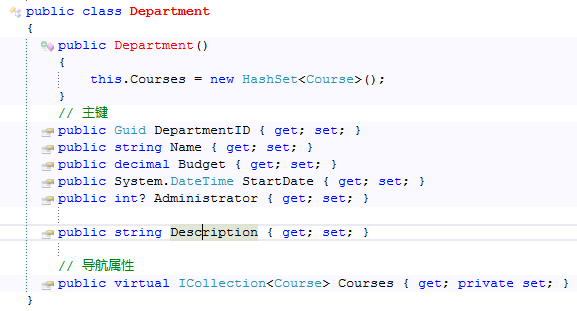 public class Department
{
public Department()
{
this.Courses = new HashSet<Course>();
}
// 主键
public Guid DepartmentID { get; set; }
public string Name { get; set; }
public decimal Budget { get; set; }
public System.DateTime StartDate { get; set; }
public int? Administrator { get; set; }
public string Description { get; set; }
// 导航属性
public virtual ICollection<Course> Courses { get; private set; }
}